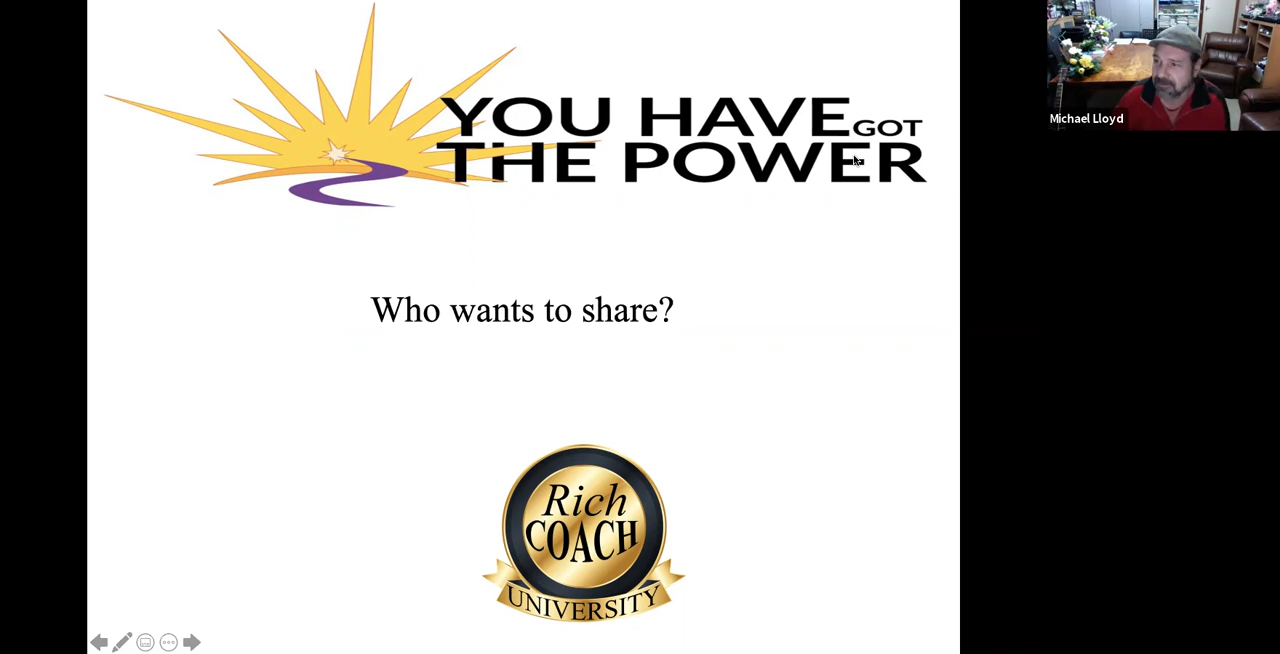 YOU HAVE GOT
THE POWER
Michael Lloyd
Who wants to share?
Rich
COACH
UNIVERSITY